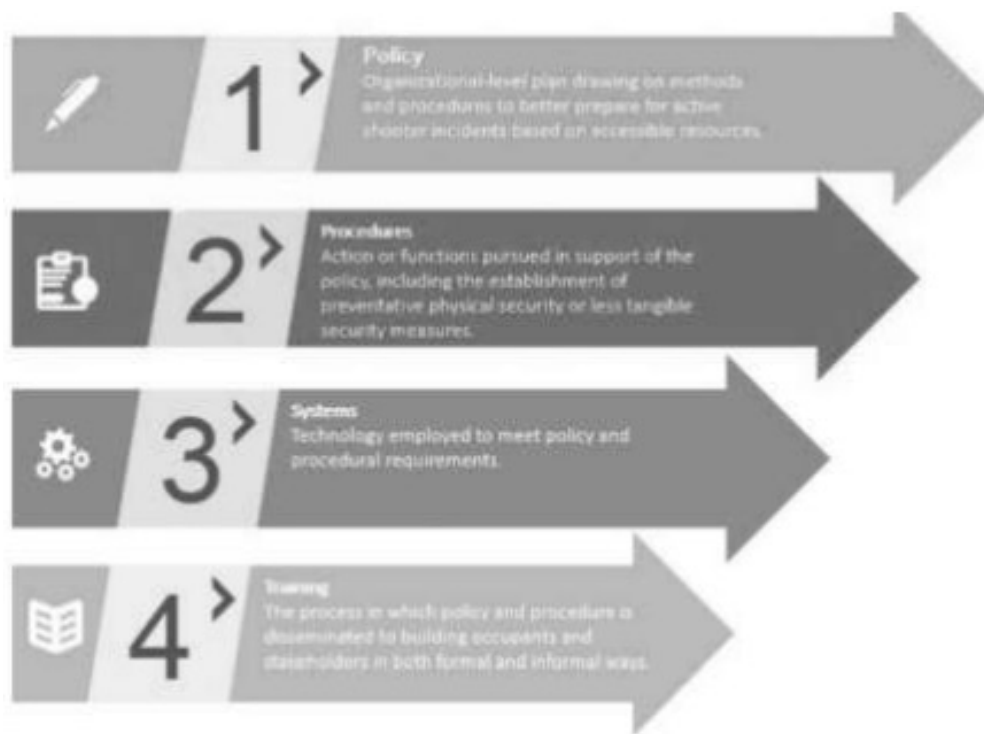 1
Policy
Organizational-level plan drawing on methods
and procedures to better prepare for active
shooter incidents based on accessible resources.
2
Procedures
Action or functions pursued in support of the
policy, including the establishment of
preventative physical security or less tangible
security measures.
3
Systems
Technology employed to meet policy and
procedural requirements.
4
Training
The process in which policy and procedure is
disseminated to building occupants and
stakeholders in both formal and informal ways.